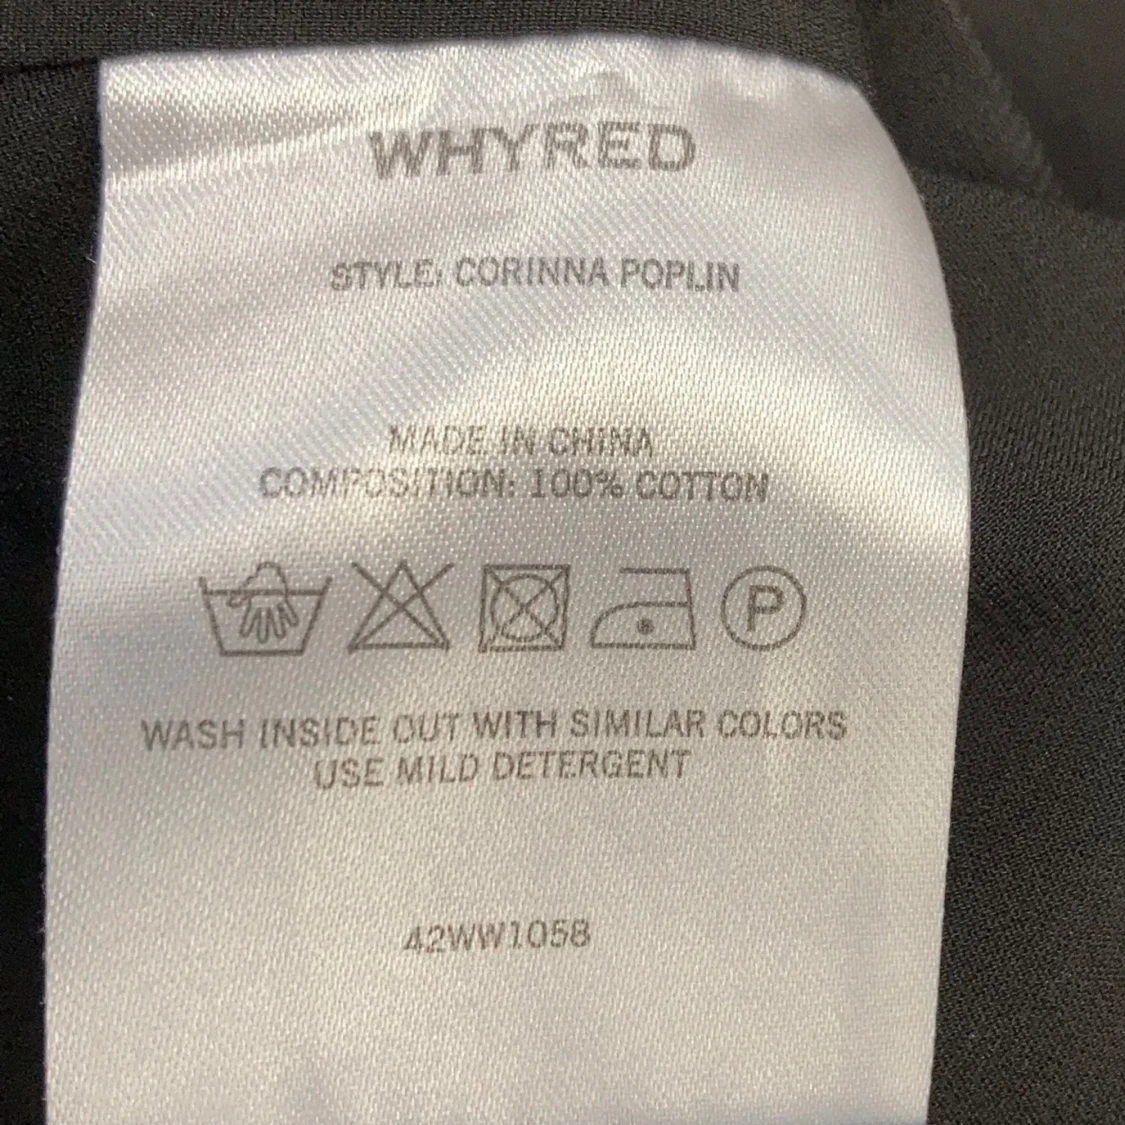 WHYRED
STYLE: CORINNA POPLIN
MADE IN CHINA
COMPOSITION: 100% COTTON
P
WASH INSIDE OUT WITH SIMILAR COLORS
USE MILD DETERGENT
42WW1058